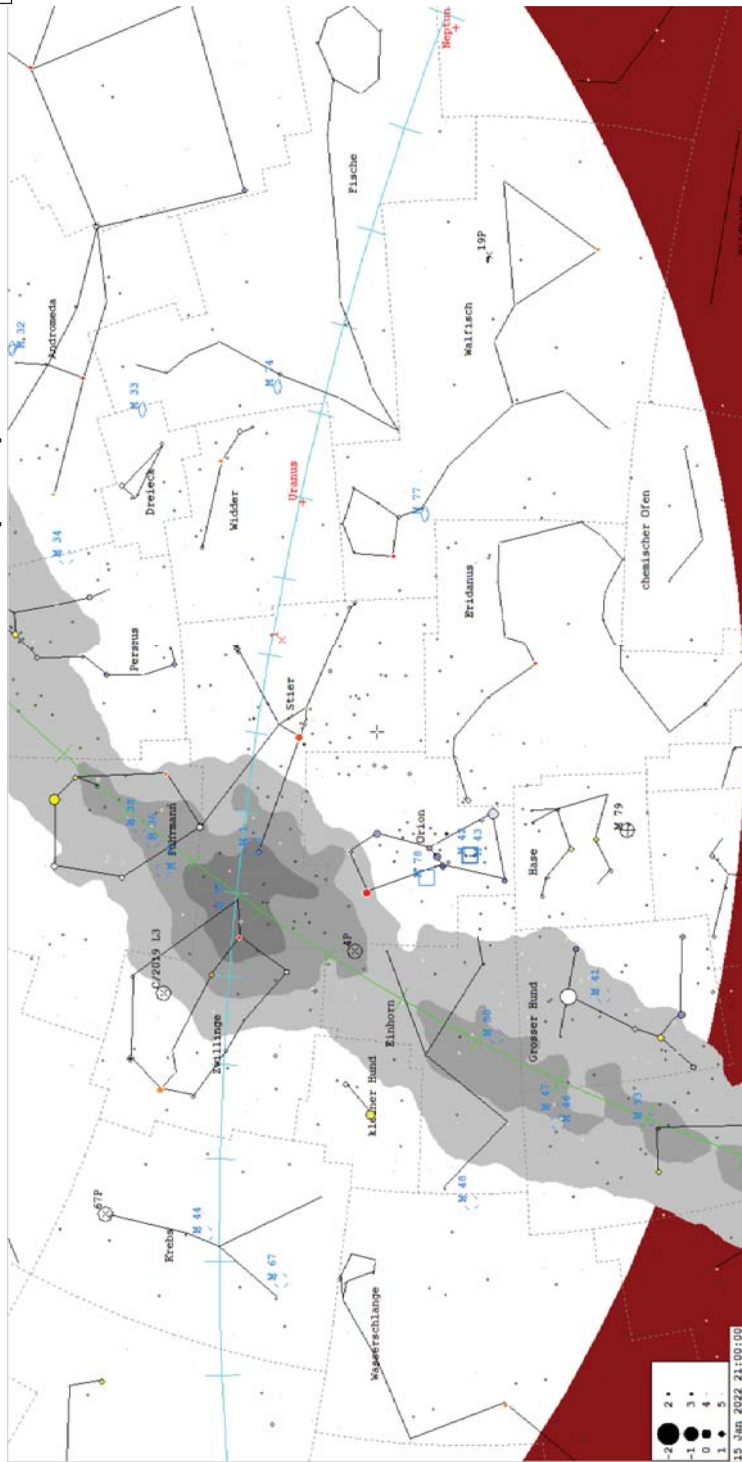 M 32
Andromeda
Neptun
Fische
19P
M 33
M 74
Walfisch
Dreieck
Widder
Uranus
M 34
M 77
Eridanus
chemischer Ofen
Perseus
Stier
M 38
M 36
Fuhrmann
M 1
Orion
M 78
M 42
M 43
Hase
M 79
C/2019 L3
4P
Zwillinge
Einhorn
M 50
Grosser Hund
M 41
kleiner Hund
M 47
M 46
M 93
M 48
67P
Krebs
M 44
M 67
Wasserschlange
-2 2
-1 3
0 4
1 5
15 Jan 2022 21:00:00